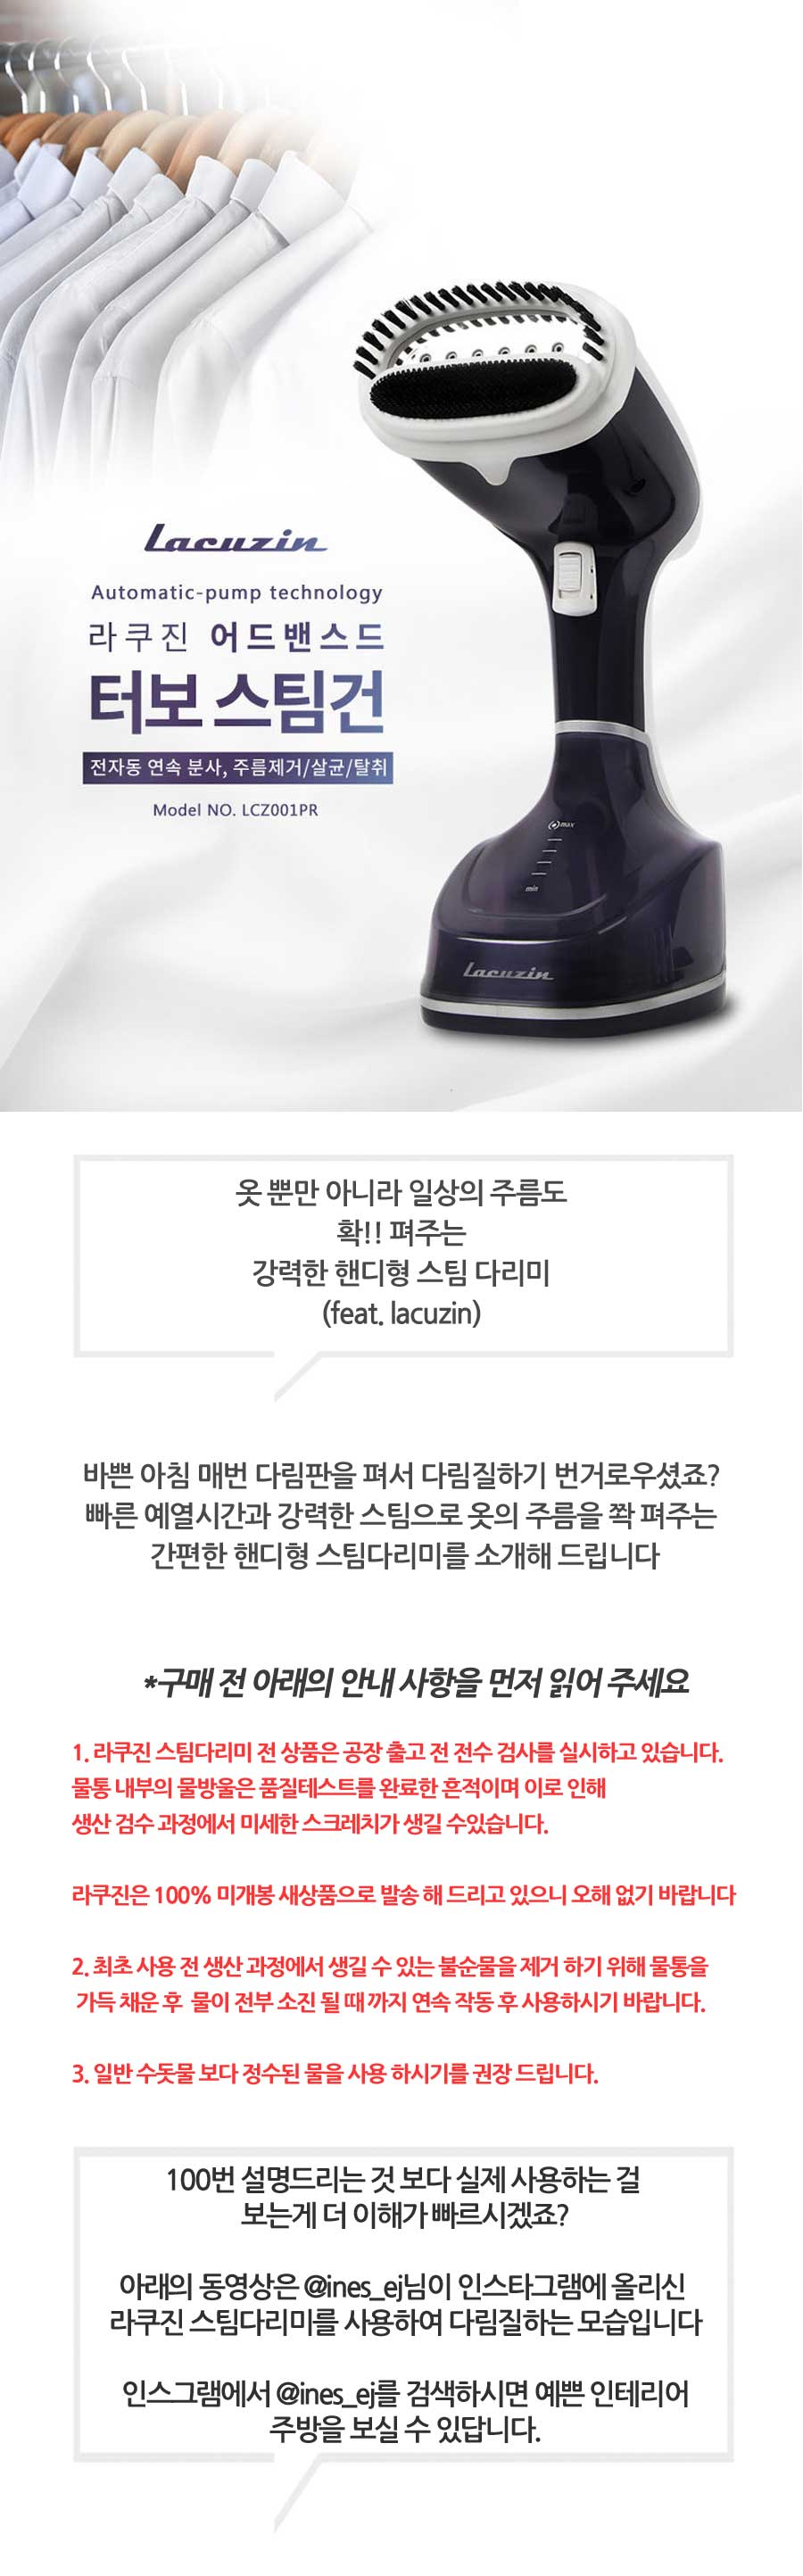 Lacuzin
Automatic-pump technology
라쿠진 어드밴스드
터보스팀건
전자동 연속 분사, 주름제거/살균/탈취
Model NO. LCZ001PR
max
min
Lacuzin
옷 뿐만 아니라 일상의 주름도
확!! 펴주는
강력한 핸디형 스팀 다리미
(feat. lacuzin)
바쁜 아침 매번 다림판을 펴서 다림질하기 번거로우셨죠?
빠른 예열시간과 강력한 스팀으로 옷의 주름을 쫙 펴주는
간편한 핸디형 스팀다리미를 소개해 드립니다
*구매 전 아래의 안내 사항을 먼저 읽어 주세요
1. 라쿠진 스팀다리미 전 상품은 공장 출고 전 전수 검사를 실시하고 있습니다.
물통 내부의 물방울은 품질테스트를 완료한 흔적이며 이로 인해
생산 검수 과정에서 미세한 스크레치가 생길 수있습니다.
라쿠진은 100% 미개봉 새상품으로 발송 해 드리고 있으니 오해 없기 바랍니다
2. 최초 사용 전 생산 과정에서 생길 수 있는 불순물을 제거 하기 위해 물통을
가득 채운 후 물이 전부 소진 될 때 까지 연속 작동 후 사용하시기 바랍니다.
3. 일반 수돗물 보다 정수된 물을 사용 하시기를 권장 드립니다.
100번 설명드리는 것 보다 실제 사용하는 걸
보는게 더 이해가 빠르시겠죠?
아래의 동영상은 @ines_ej님이 인스타그램에 올리신
라쿠진 스팀다리미를 사용하여 다림질하는 모습입니다
인스그램에서 @ines_ej를 검색하시면 예쁜 인테리어
주방을 보실 수 있답니다.